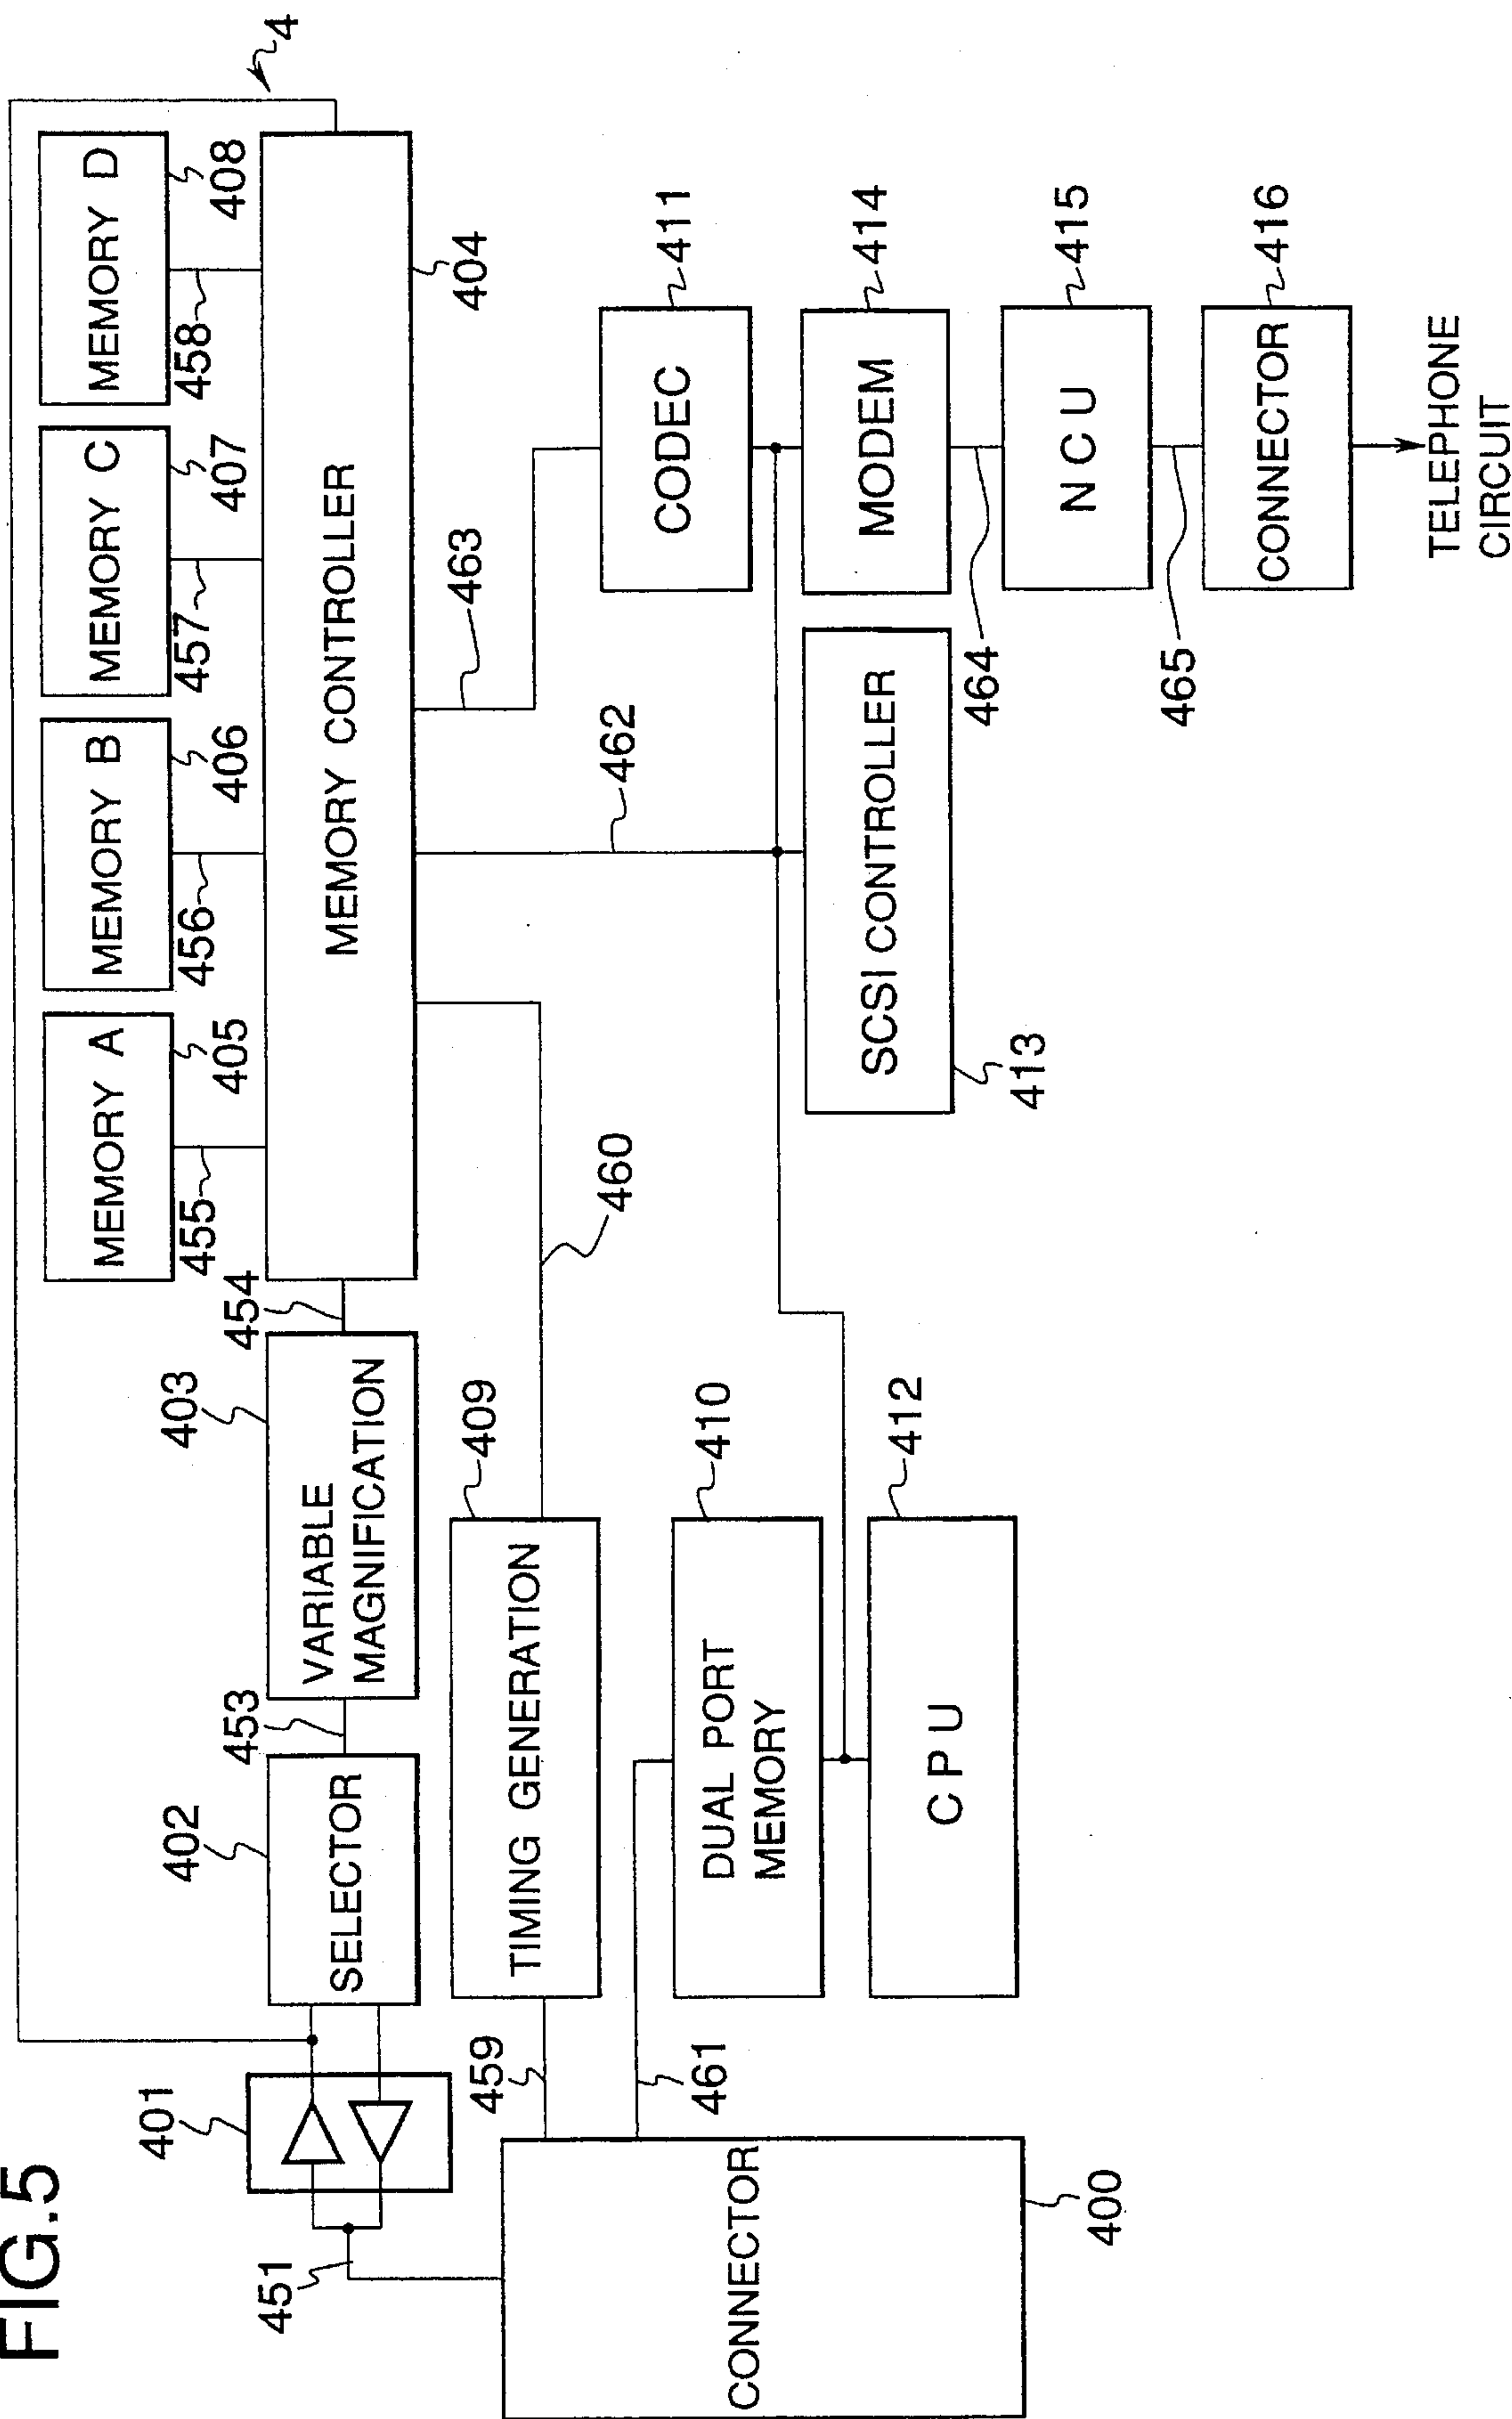 FIG.5
4
MEMORY A
MEMORY B
MEMORY C
MEMORY D
405
406
407
408
455
456
457
458
401
402
403
454
453
451
SELECTOR
VARIABLE
MAGNIFICATION
MEMORY CONTROLLER
404
459
409
460
462
463
TIMING GENERATION
461
410
411
CODEC
CONNECTOR
400
DUAL PORT
MEMORY
412
CPU
SCSI CONTROLLER
413
414
MODEM
464
415
NCU
465
416
CONNECTOR
TELEPHONE
CIRCUIT